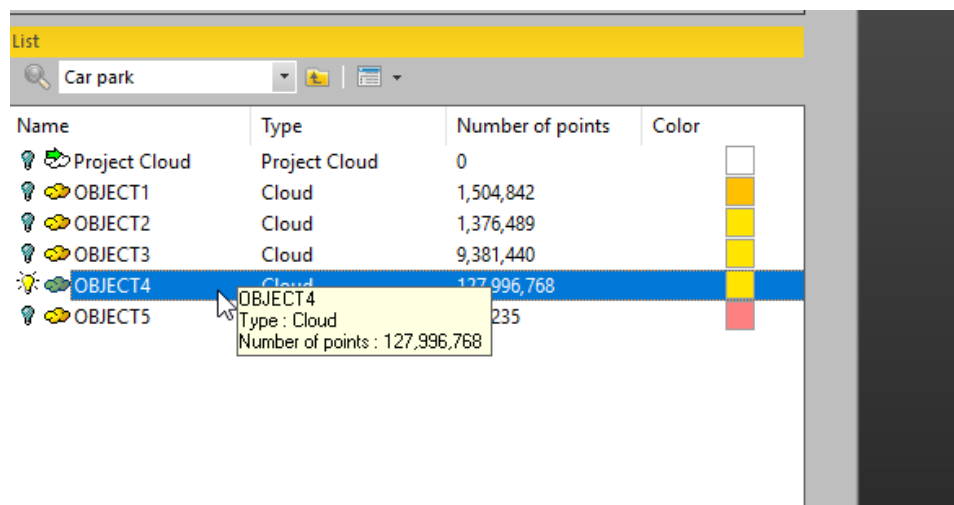 List
Car park
Name Type Number of points Color
Project Cloud Project Cloud 0
OBJECT1 Cloud 1,504,842
OBJECT2 Cloud 1,376,489
OBJECT3 Cloud 9,381,440
OBJECT4 Cloud 127,996,768
OBJECT4
OBJECT5 235
Type : Cloud
Number of points : 127,996,768